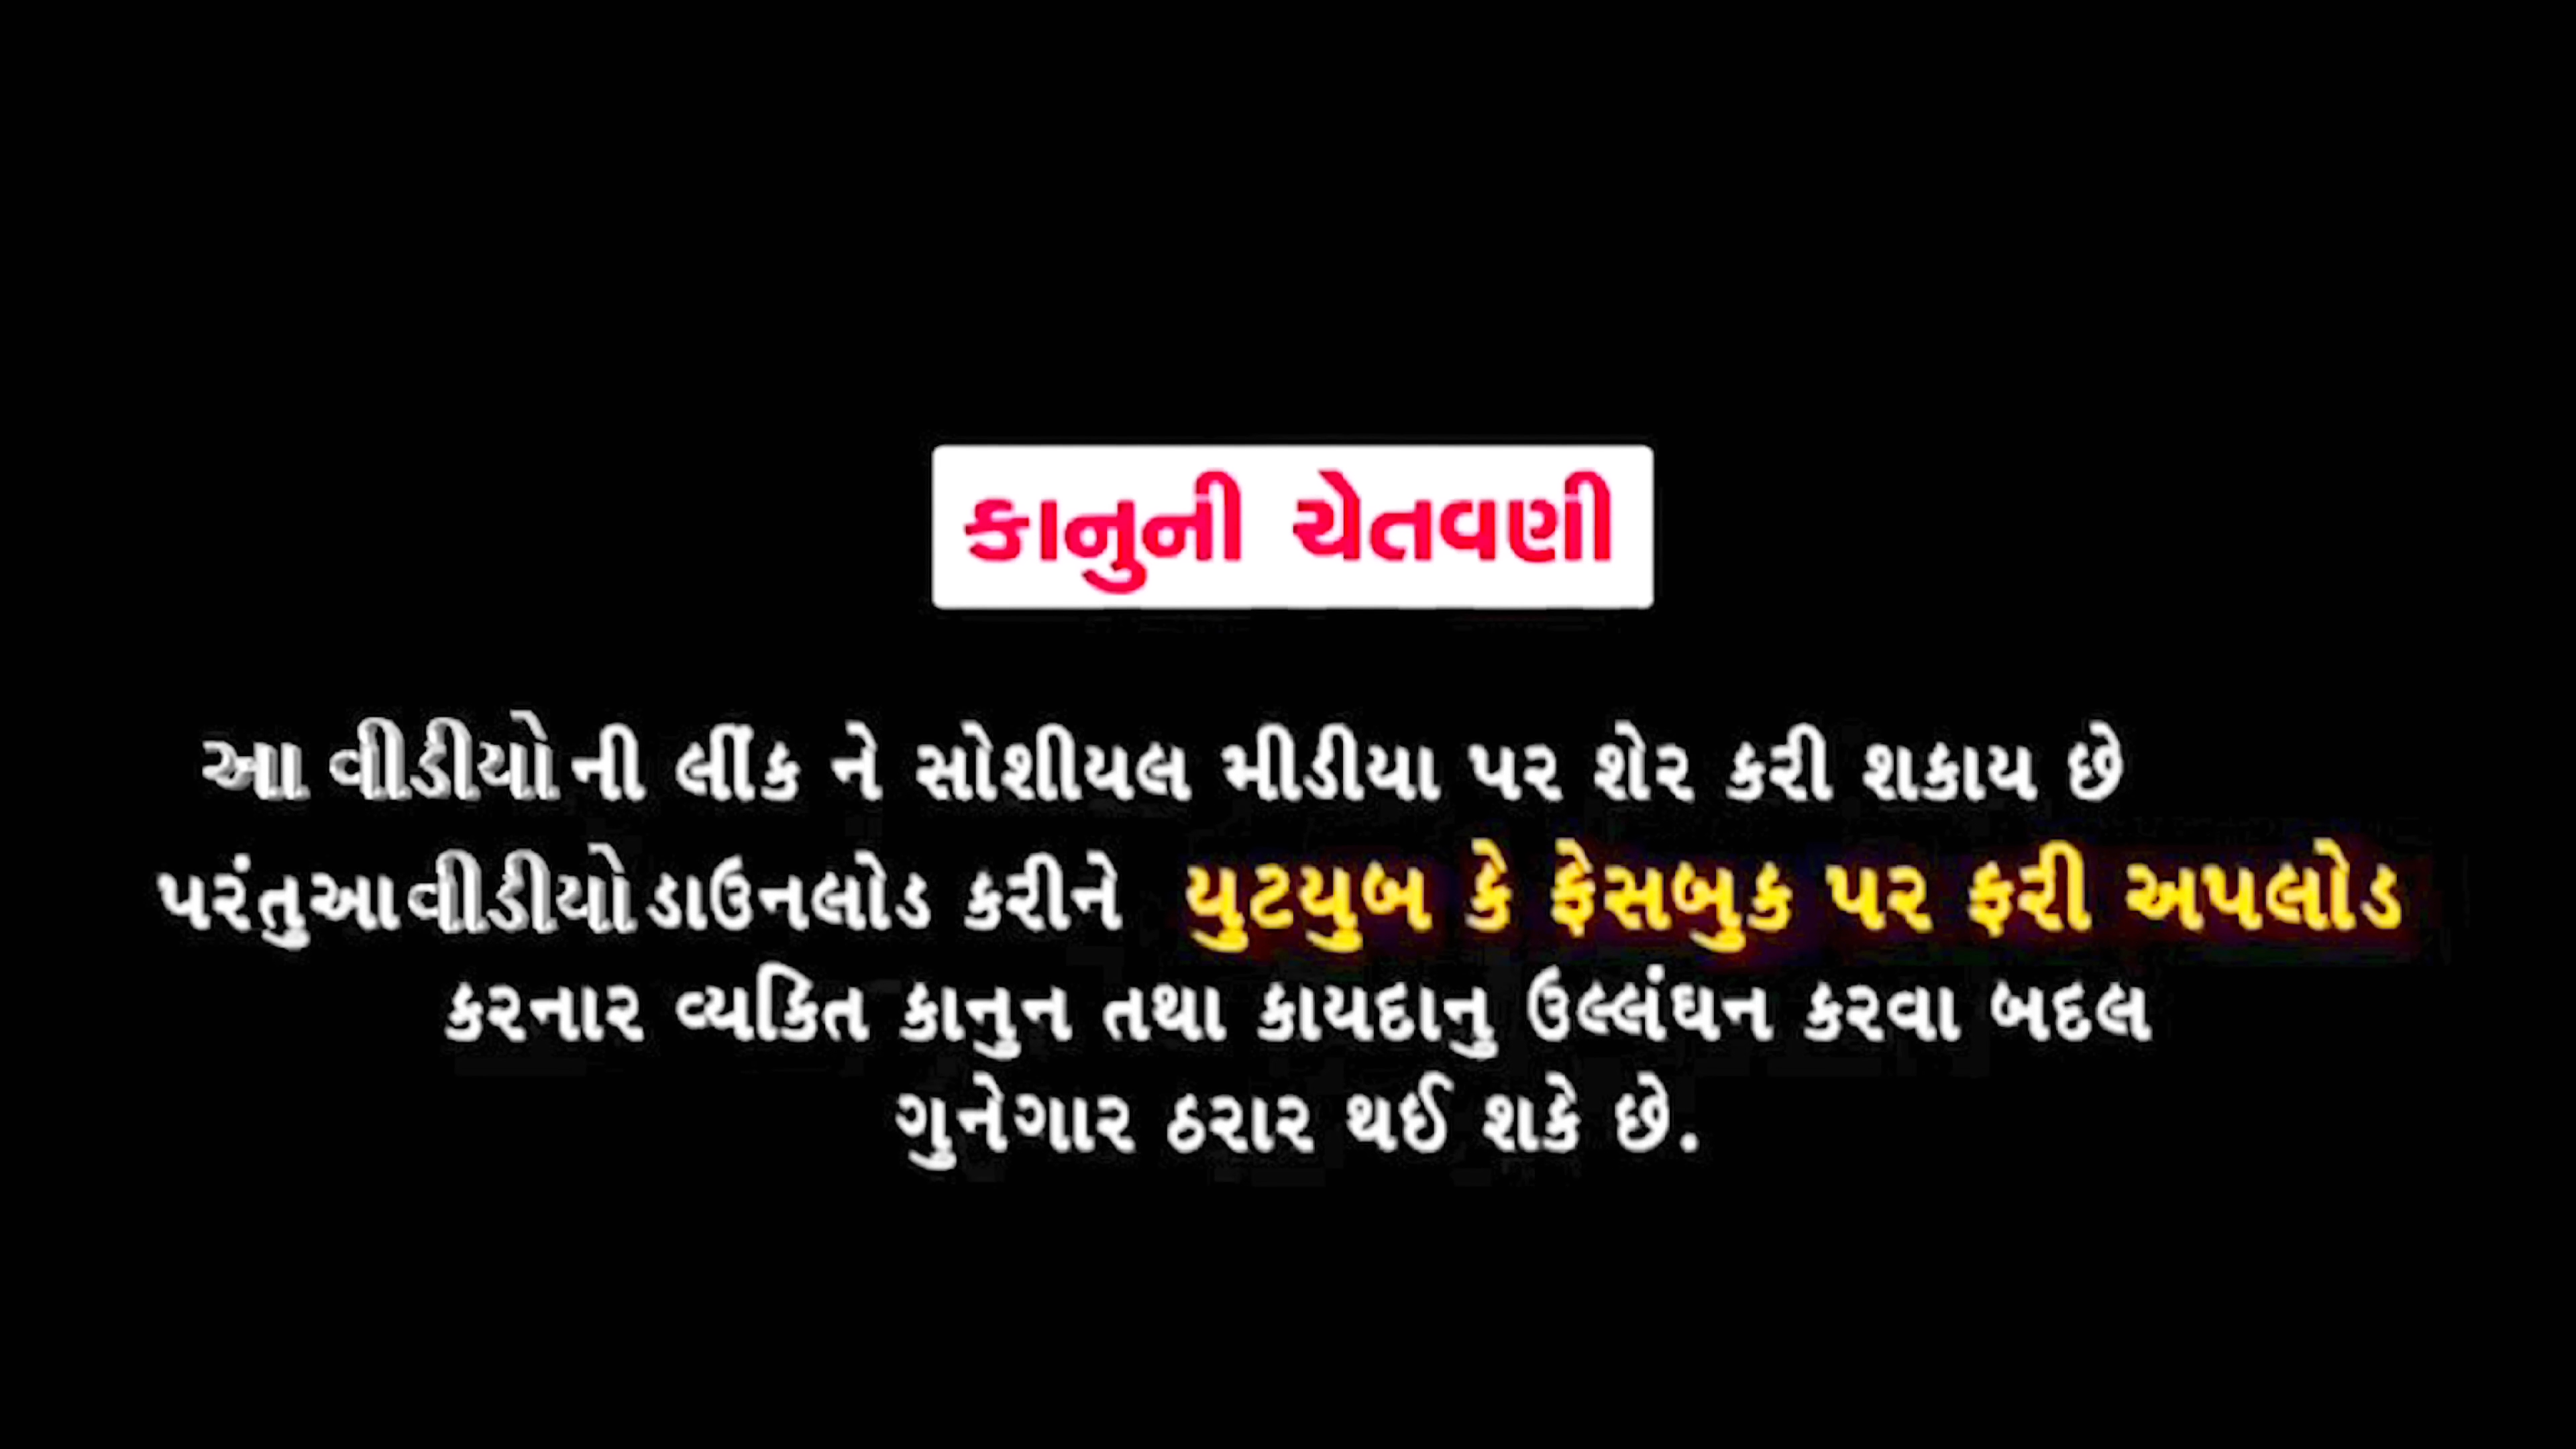 કાનુની ચેતવણી
આ વીડીયો ની લીંક ને સોશીયલ મીડીયા પર શેર કરી શકાય છે
પરંતુઆવીડીયો ડાઉનલોડ કરીને યુટયુબ કે ફેસબુક પર ફરી અપલોડ
કરનાર વ્યકિત કાનુન તથા કાયદાનુ ઉલ્લંઘન કરવા બદલ
ગુનેગાર ઠરાર થઈ શકે છે.